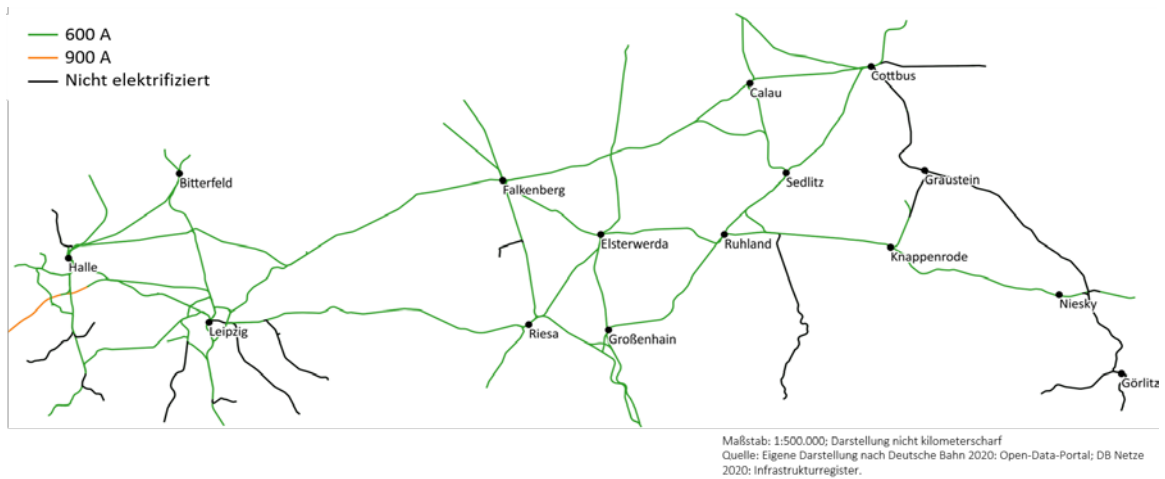 600 A
900 A
Nicht elektrifiziert
Cottbus
Calau
Bitterfeld
Falkenberg
Sedlitz
Graustein
Elsterwerda
Ruhland
Halle
Knappenrode
Niesky
Leipzig
Riesa
Großenhain
Görlitz
Maßstab: 1:500.000; Darstellung nicht kilometerscharf
Quelle: Eigene Darstellung nach Deutsche Bahn 2020: Open-Data-Portal; DB Netze
2020: Infrastrukturregister.